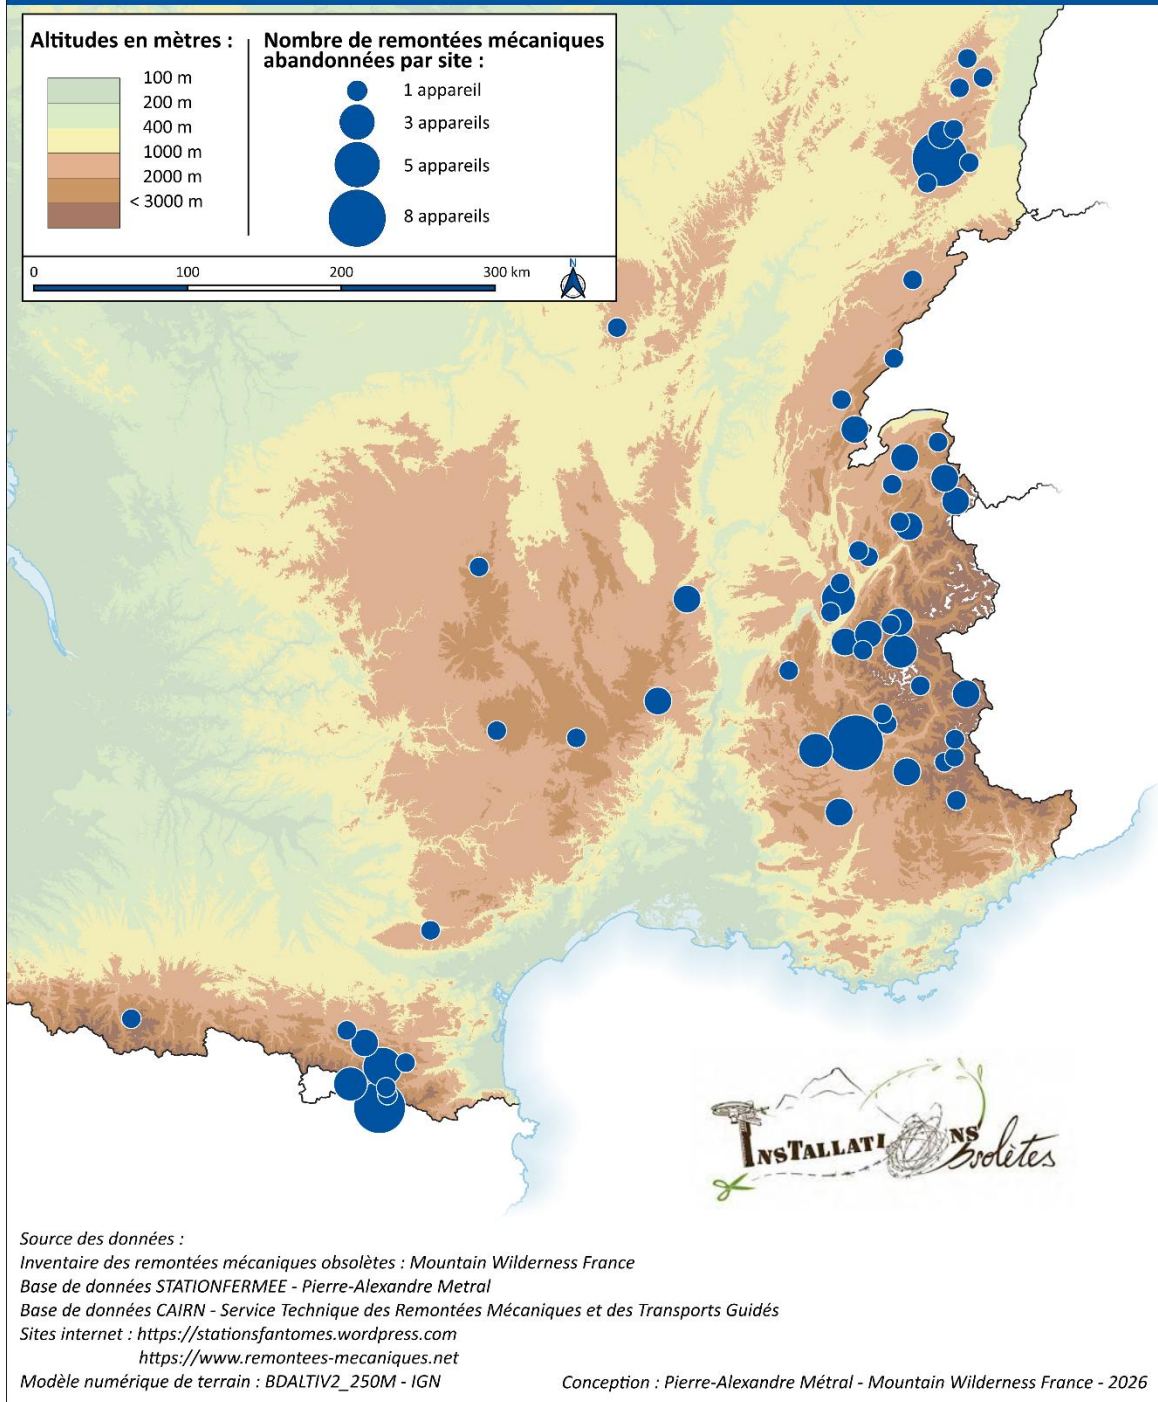 Altitudes en mètres :
100 m
200 m
400 m
1000 m
2000 m
< 3000 m
Nombre de remontées mécaniques
abandonnées par site :
1 appareil
3 appareils
5 appareils
8 appareils
0 100 200 300 km
N
INSTALLATIONS
Obsolètes
Source des données :
Inventaire des remontées mécaniques obsolètes : Mountain Wilderness France
Base de données STATIONFERMEE - Pierre-Alexandre Metral
Base de données CAIRN - Service Technique des Remontées Mécaniques et des Transports Guidés
Sites internet : https://stationsfantomes.wordpress.com
https://www.remontees-mecaniques.net
Modèle numérique de terrain : BDALTIV2_250M - IGN
Conception : Pierre-Alexandre Métral - Mountain Wilderness France - 2026